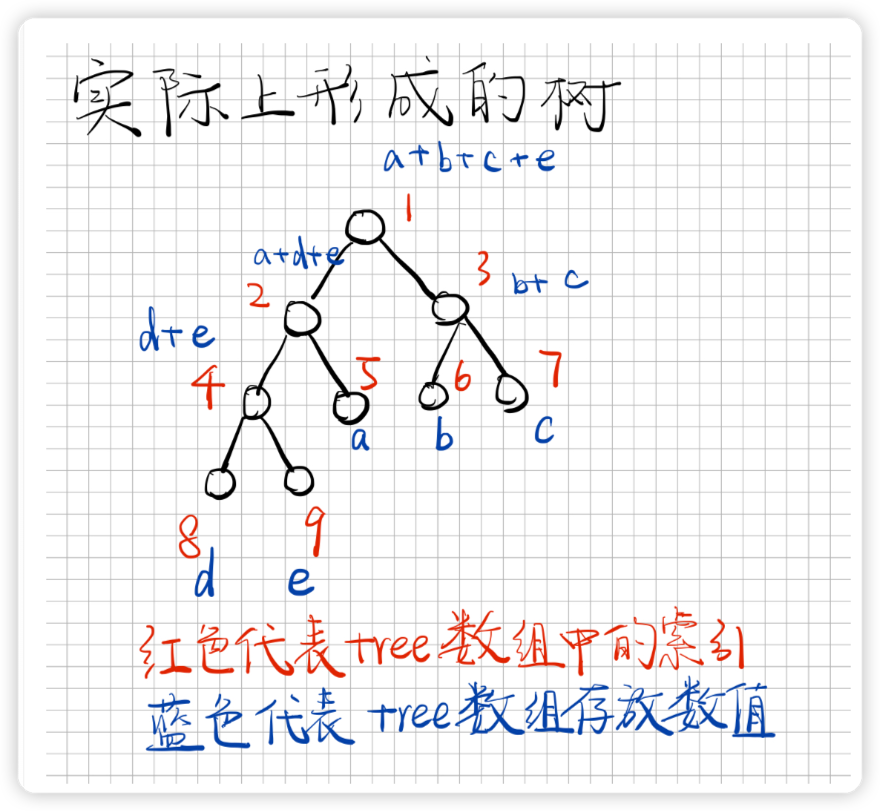 实际上形成的树
a+b+c+e
1
a+d+e
3
b+c
2
d+e
4
5
6
7
a
b
c
8
9
d
e
红色代表tree数组中的索引
蓝色代表tree数组存放数值